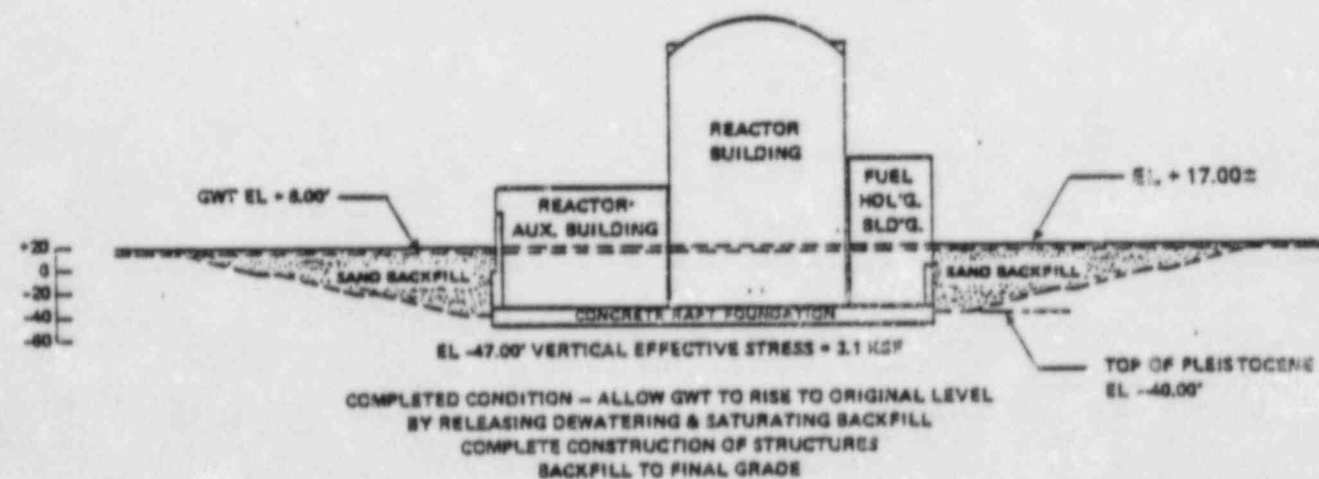 REACTOR
BUILDING
GWT EL + 8.00'
REACTOR-
AUX. BUILDING
FUEL
HOL'G.
BLD'G.
EL. + 17.00±
+20
0
-20
-40
-60
SAND BACKFILL
SAND BACKFILL
CONCRETE RAFT FOUNDATION
EL -47.00' VERTICAL EFFECTIVE STRESS = 3.1 KSF
TOP OF PLEISTOCENE
EL -40.00'
COMPLETED CONDITION - ALLOW GWT TO RISE TO ORIGINAL LEVEL
BY RELEASING DEWATERING & SATURATING BACKFILL
COMPLETE CONSTRUCTION OF STRUCTURES
BACKFILL TO FINAL GRADE